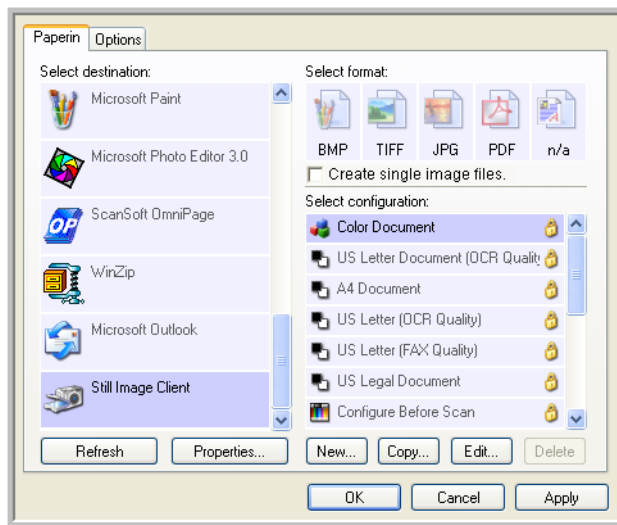 Paperin
Options
Select destination:
Microsoft Paint
Microsoft Photo Editor 3.0
OP
ScanSoft OmniPage
WinZip
Microsoft Outlook
Still Image Client
Refresh
Properties...
Select format:
BMP TIFF JPG PDF n/a
Create single image files.
Select configuration:
Color Document
US Letter Document (OCR Quality
A4 Document
US Letter (OCR Quality)
US Letter (FAX Quality)
US Legal Document
Configure Before Scan
New... Copy... Edit... Delete
OK Cancel Apply